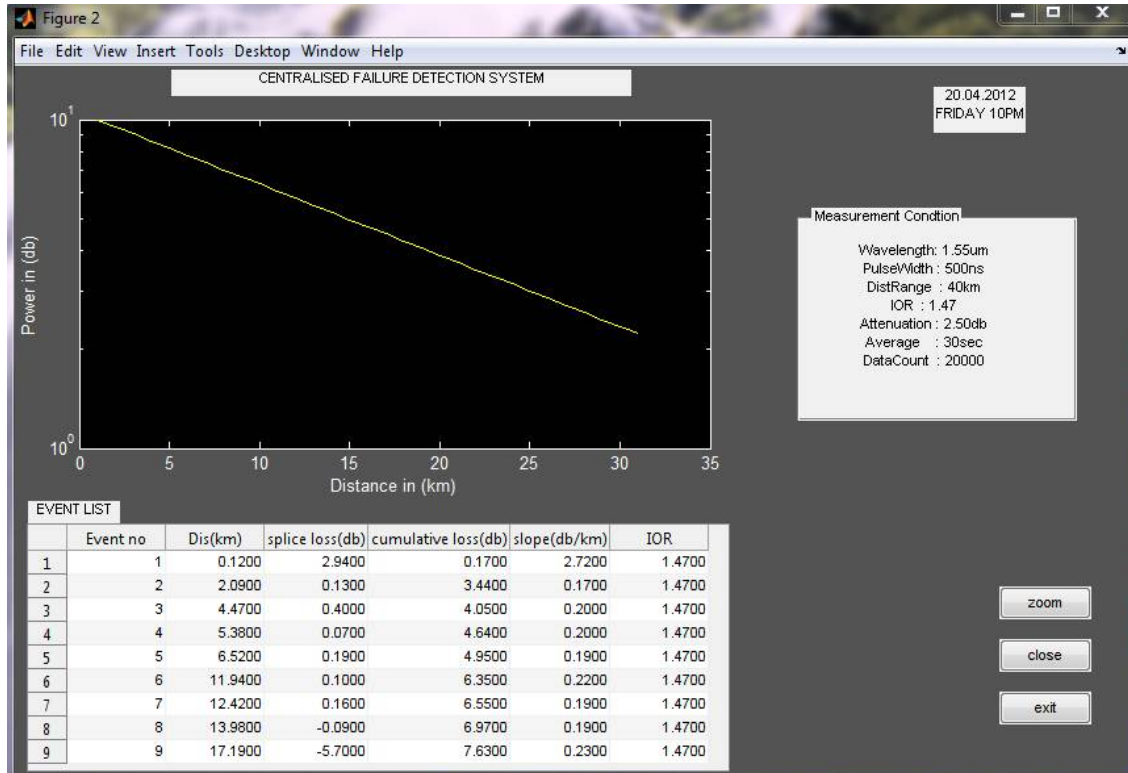 Figure 2
File Edit View Insert Tools Desktop Window Help
CENTRALISED FAILURE DETECTION SYSTEM
20.04.2012
FRIDAY 10PM
10^1
10^0
Power in (db)
0 5 10 15 20 25 30 35
Distance in (km)
Measurement Condtion
Wavelength: 1.55um
PulseWidth : 500ns
DistRange : 40km
IOR : 1.47
Attenuation : 2.50db
Average : 30sec
DataCount : 20000
EVENT LIST
Event no Dis(km) splice loss(db) cumulative loss(db) slope(db/km) IOR
1 1 0.1200 2.9400 0.1700 2.7200 1.4700
2 2 2.0900 0.1300 3.4400 0.1700 1.4700
3 3 4.4700 0.4000 4.0500 0.2000 1.4700
4 4 5.3800 0.0700 4.6400 0.2000 1.4700
5 5 6.5200 0.1900 4.9500 0.1900 1.4700
6 6 11.9400 0.1000 6.3500 0.2200 1.4700
7 7 12.4200 0.1600 6.5500 0.1900 1.4700
8 8 13.9800 -0.0900 6.9700 0.1900 1.4700
9 9 17.1900 -5.7000 7.6300 0.2300 1.4700
zoom
close
exit